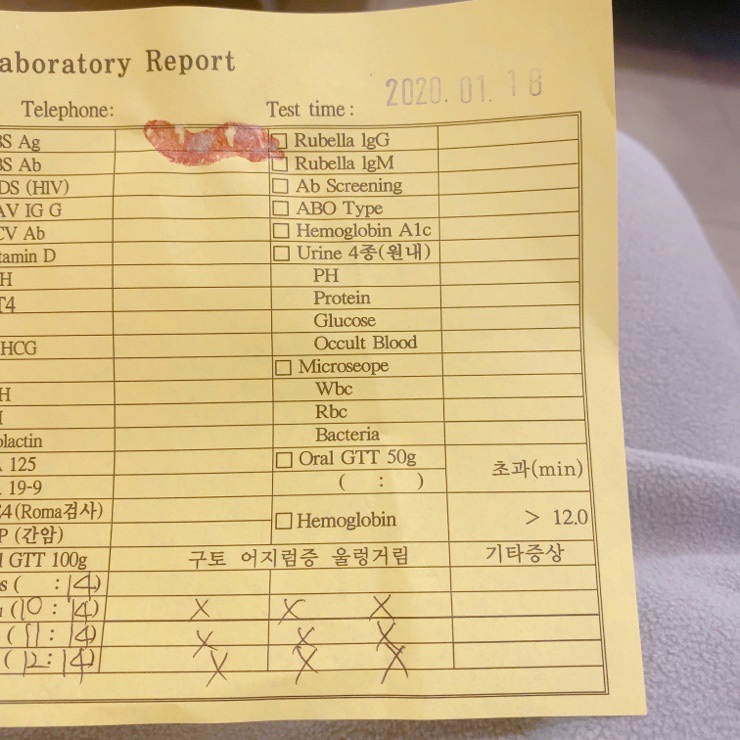 aboratory Report
2020.01.18
Telephone: Test time:
BS Ag □ Rubella lgG
BS Ab □ Rubella lgM
DS (HIV) □ Ab Screening
AV IG G □ ABO Type
CV Ab □ Hemoglobin A1c
tamin D □ Urine 4종(원내)
H PH
T4 Protein
Glucose
HCG Occult Blood
□ Microseope
H Wbc
Rbc
olactin Bacteria
125 □ Oral GTT 50g 초과(min)
19-9 ( : )
4(Roma검사)
□ Hemoglobin > 12.0
P (간암)
GTT 100g 구토 어지럼증 울렁거림 기타증상
s ( : 14)
(10 : 14) X X X
(11 : 14) X X X
(12 : 14) X X X